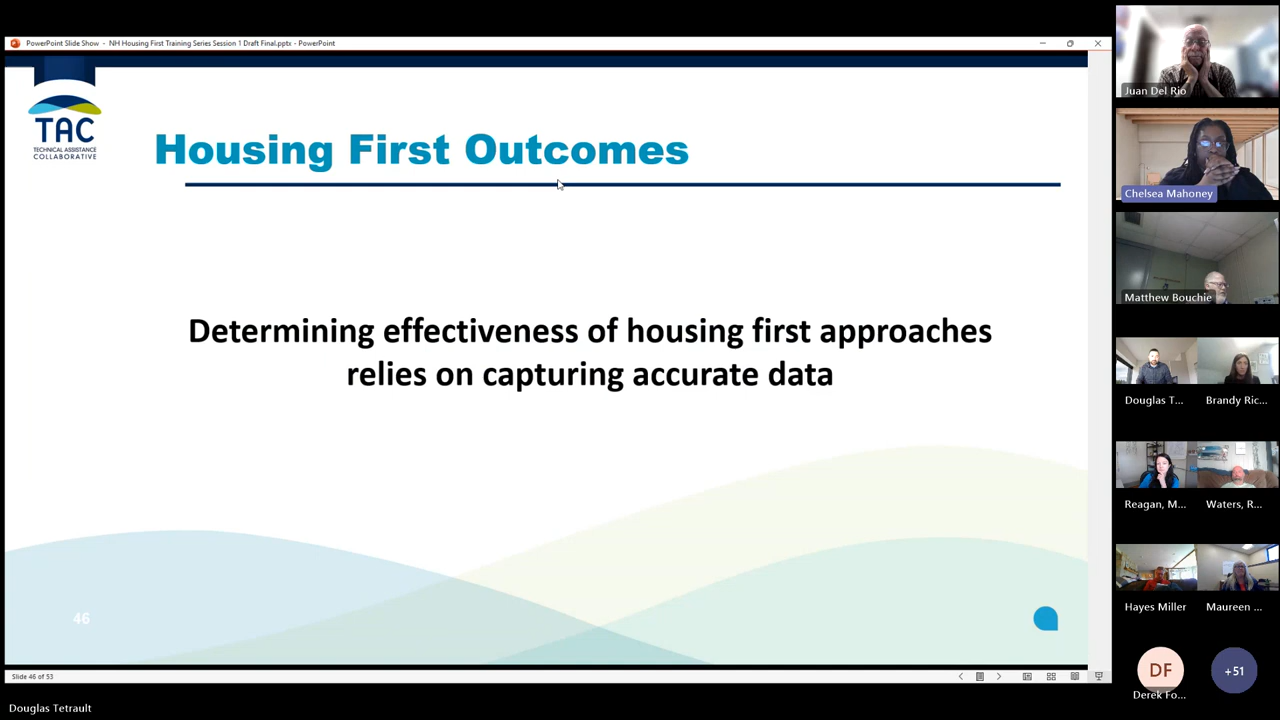 PowerPoint Slide Show - NH Housing First Training Series Session 1 Draft Final.pptx - PowerPoint
TAC
TECHNICAL ASSISTANCE
COLLABORATIVE
Housing First Outcomes
Determining effectiveness of housing first approaches
relies on capturing accurate data
46
Slide 46 of 53
Douglas Tetrault
Juan Del Rio
Chelsea Mahoney
Matthew Bouchie
Douglas T...
Brandy Ric...
Reagan, M...
Waters, R...
Hayes Miller
Maureen ...
DF
Derek Fo...
+51